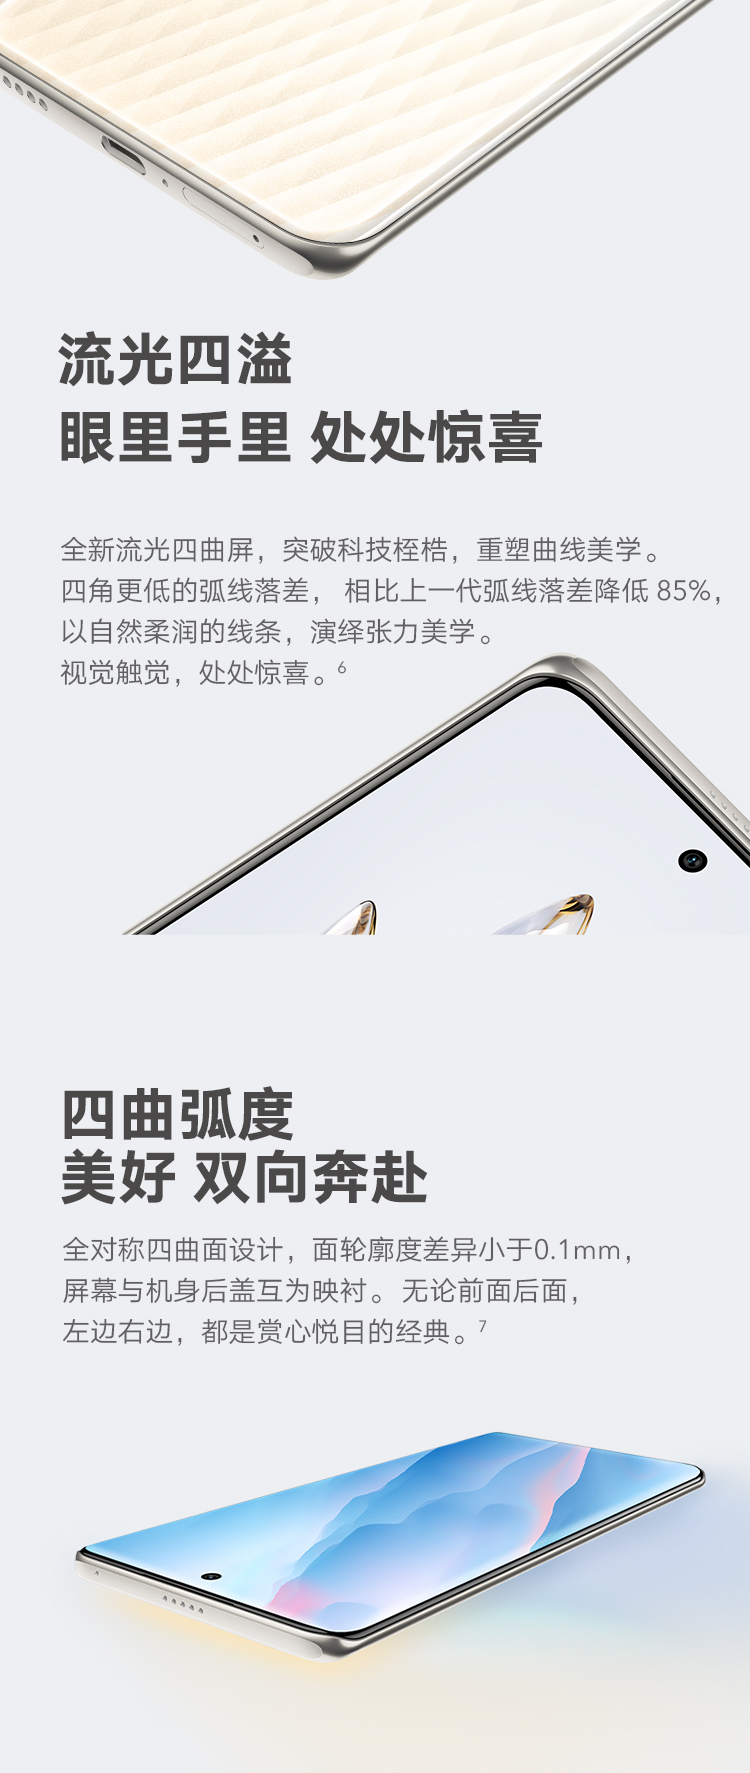 流光四溢
眼里手里 处处惊喜
全新流光四曲屏，突破科技桎梏，重塑曲线美学。
四角更低的弧线落差， 相比上一代弧线落差降低 85%，
以自然柔润的线条，演绎张力美学。
视觉触觉，处处惊喜。6
四曲弧度
美好 双向奔赴
全对称四曲面设计，面轮廓度差异小于0.1mm，
屏幕与机身后盖互为映衬。 无论前面后面，
左边右边，都是赏心悦目的经典。7